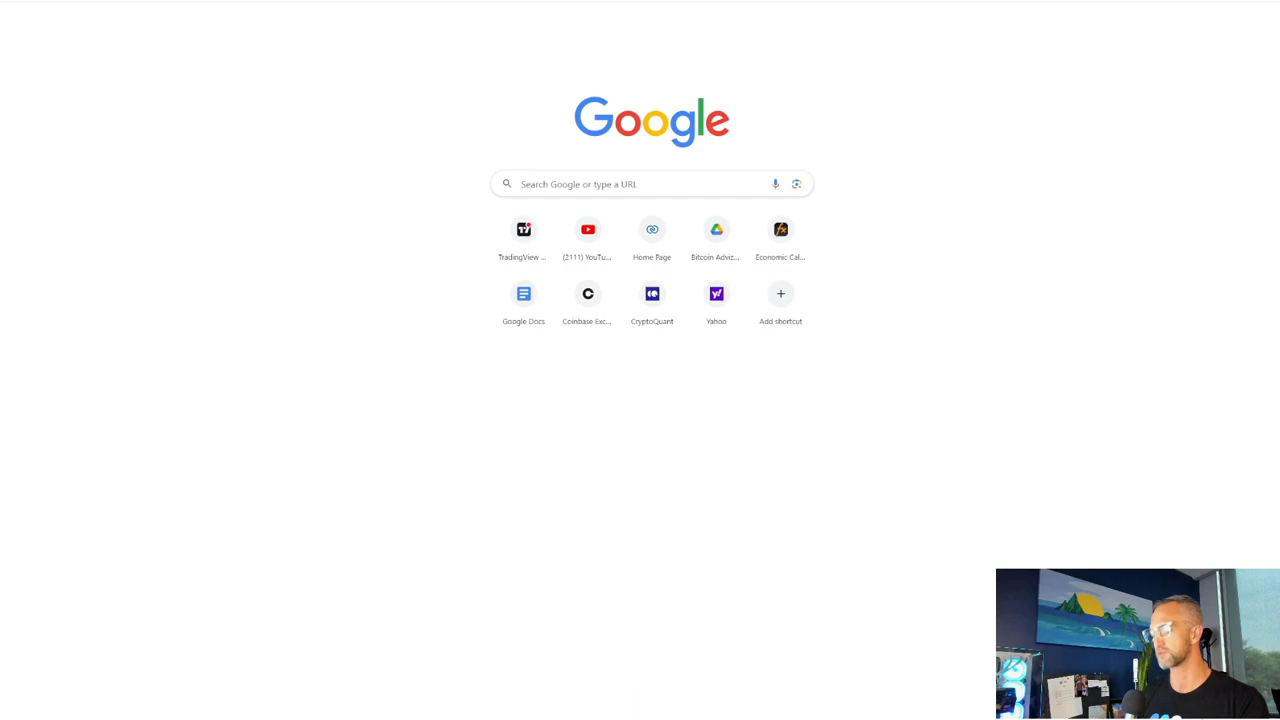 Google
Search Google or type a URL
TradingView ...
(2111) YouTu...
Home Page
Bitcoin Adviz...
Economic Cal...
Google Docs
Coinbase Exc...
CryptoQuant
Yahoo
Add shortcut